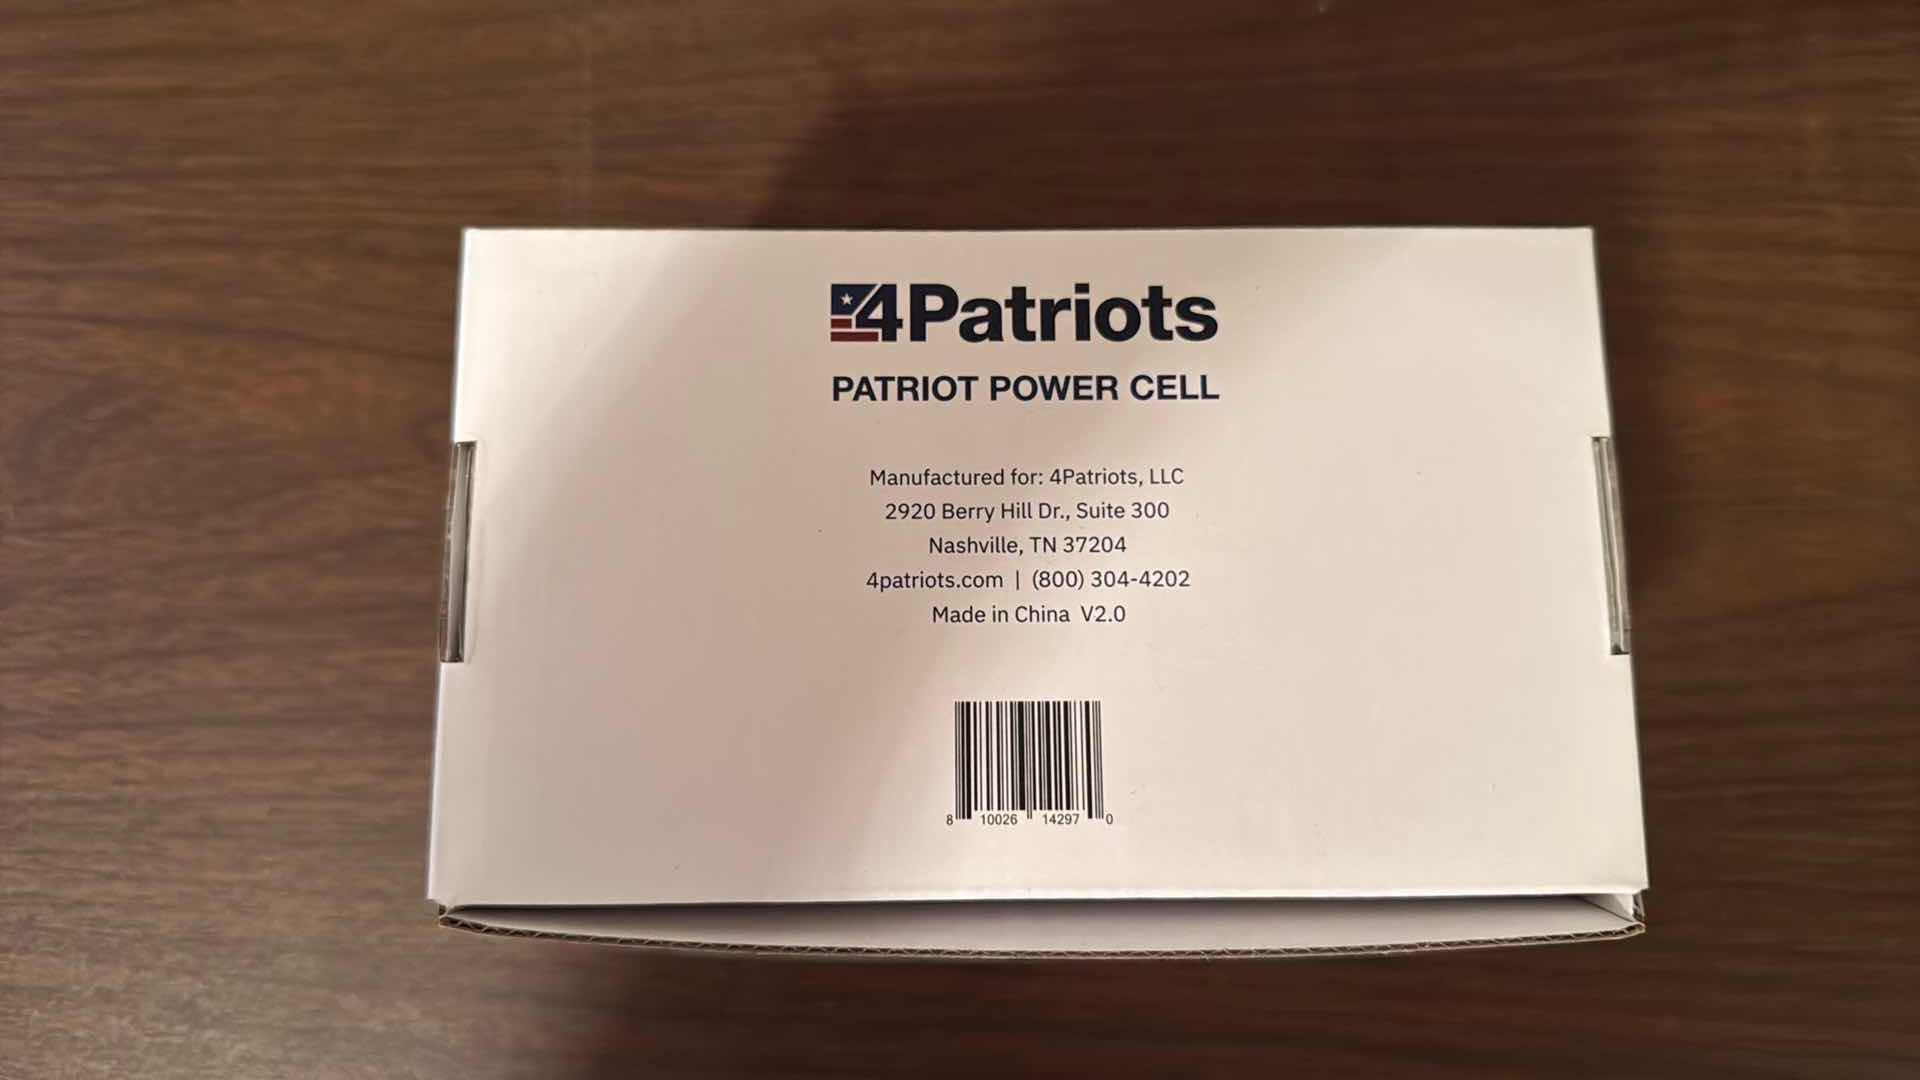 4Patriots
PATRIOT POWER CELL
Manufactured for: 4Patriots, LLC
2920 Berry Hill Dr., Suite 300
Nashville, TN 37204
4patriots.com | (800) 304-4202
Made in China V2.0
8 10026 14297 0